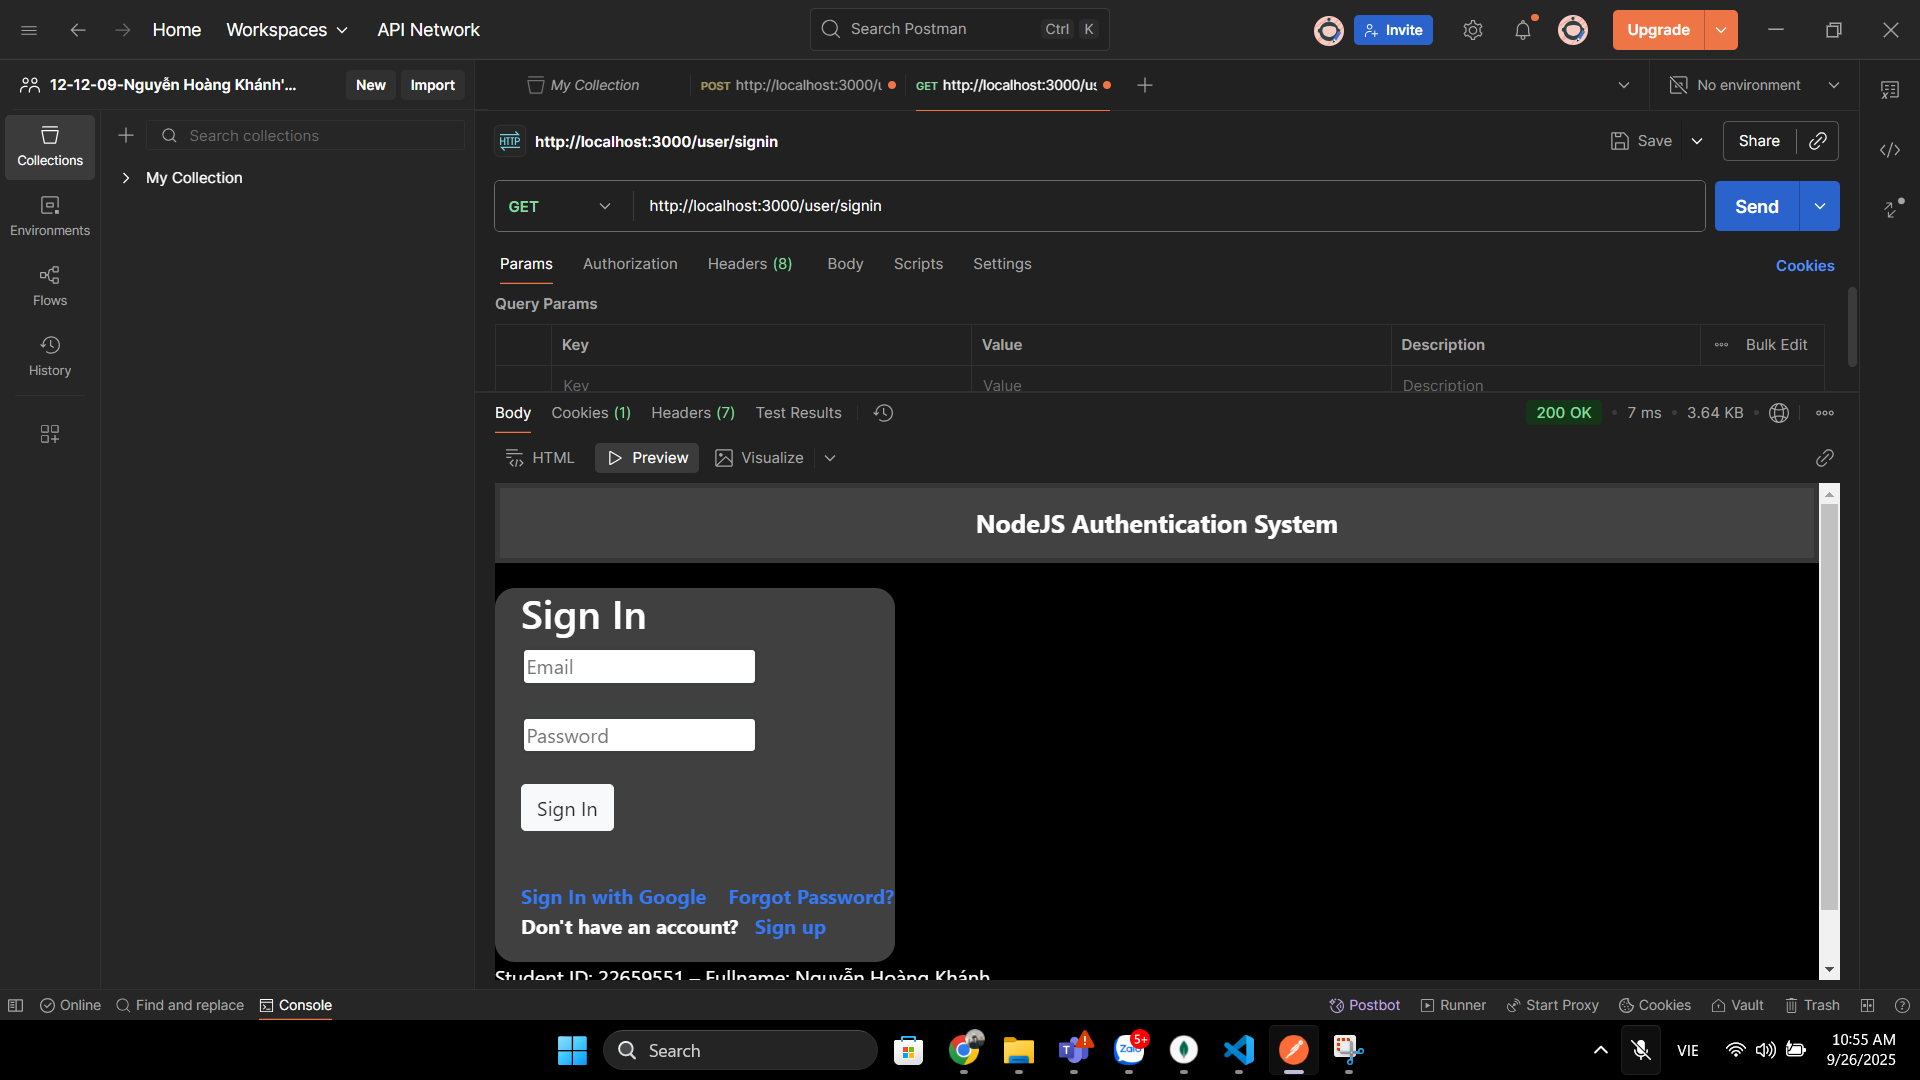 Home
Workspaces
API Network
Search Postman
Ctrl K
Invite
Upgrade
12-12-09-Nguyễn Hoàng Khánh'...
New
Import
My Collection
POST http://localhost:3000/u
GET http://localhost:3000/us
No environment
Collections
Environments
Flows
History
Search collections
My Collection
HTTP
http://localhost:3000/user/signin
Save
Share
GET
http://localhost:3000/user/signin
Send
Params
Authorization
Headers (8)
Body
Scripts
Settings
Cookies
Query Params
Key
Value
Description
Bulk Edit
Key
Value
Description
Body
Cookies (1)
Headers (7)
Test Results
200 OK
7 ms
3.64 KB
HTML
Preview
Visualize
NodeJS Authentication System
Sign In
Email
Password
Sign In
Sign In with Google
Forgot Password?
Don't have an account? Sign up
Student ID: 22659551 – Fullname: Nguyễn Hoàng Khánh
Online
Find and replace
Console
Postbot
Runner
Start Proxy
Cookies
Vault
Trash
Search
Zalo
5+
VIE
10:55 AM
9/26/2025